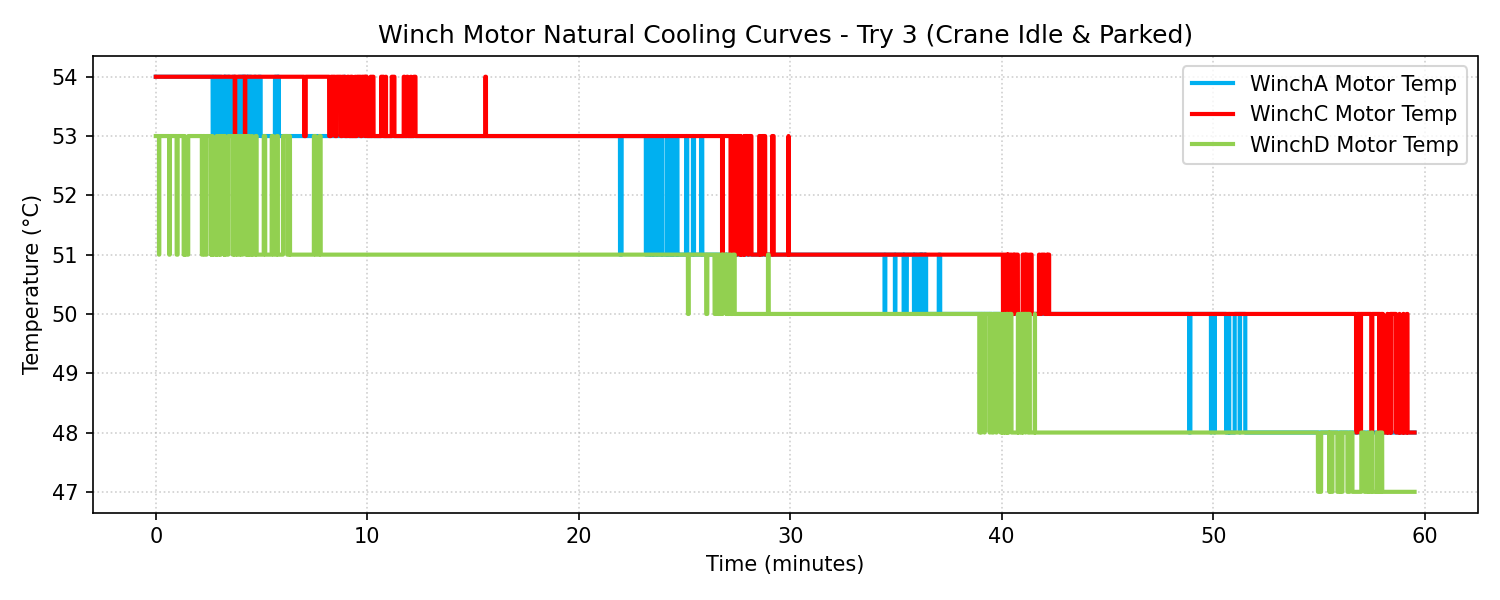 Winch Motor Natural Cooling Curves - Try 3 (Crane Idle & Parked)
WinchA Motor Temp
WinchC Motor Temp
WinchD Motor Temp
Temperature (°C)
54
53
52
51
50
49
48
47
0 10 20 30 40 50 60
Time (minutes)